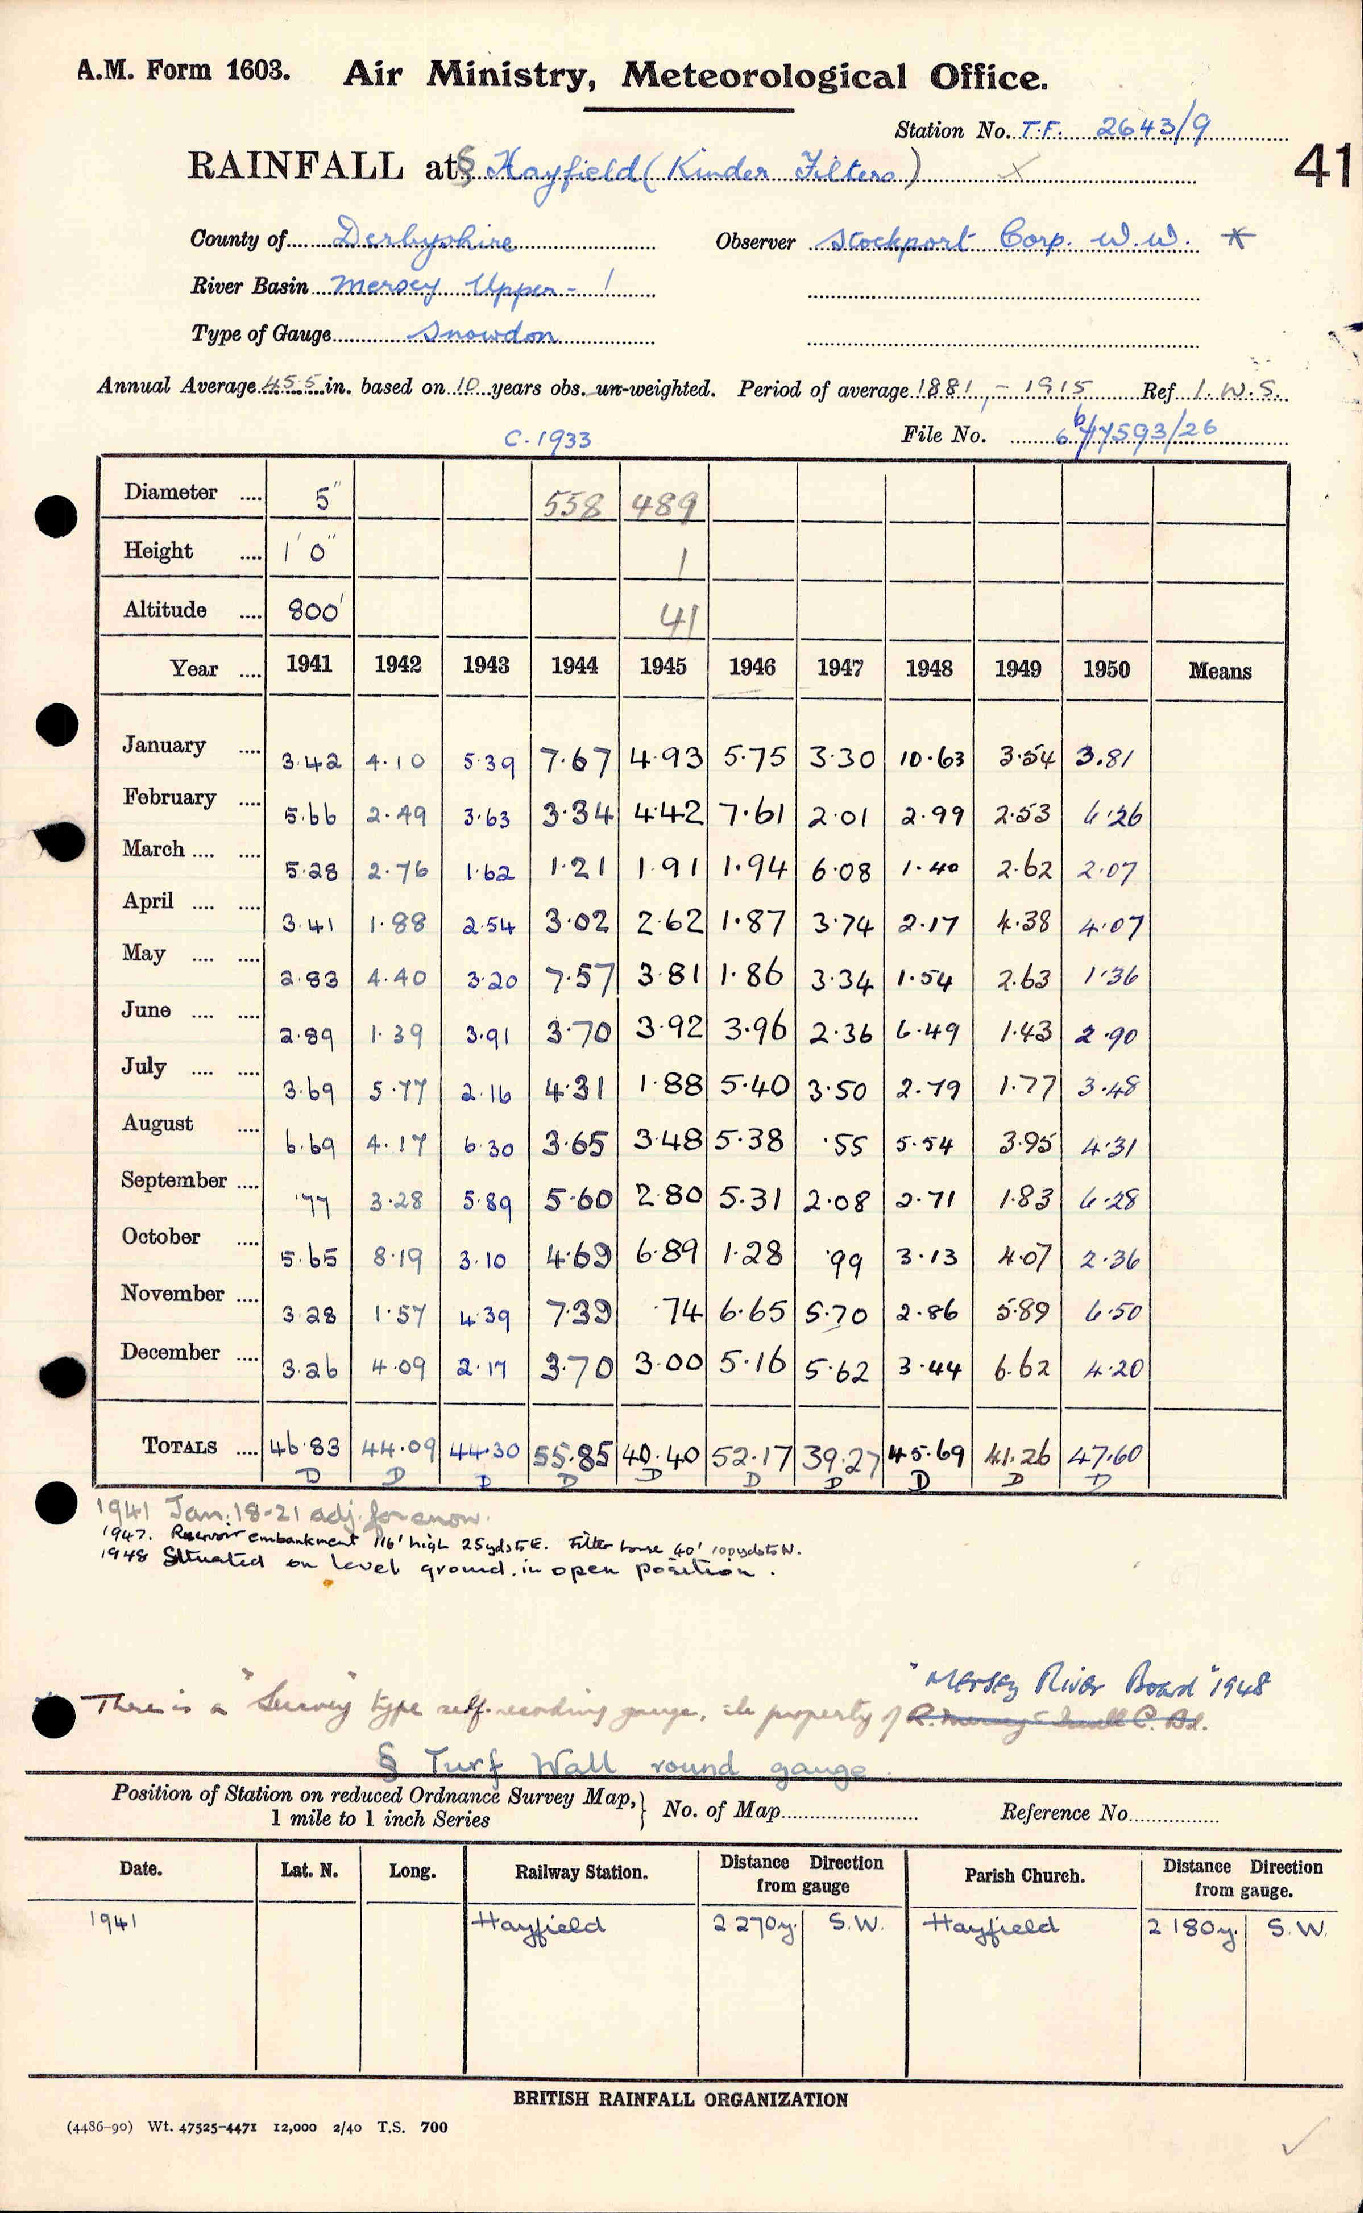 A.M. Form 1603. Air Ministry, Meteorological Office.
Station No. T.F. 2643/9
41
RAINFALL at § Hayfield (Kinder Filters) X
County of Derbyshire Observer Stockport Corp. W.W. *
River Basin Mersey Upper - 1
Type of Gauge Snowdon
Annual Average 45.5 in. based on 10 years obs. un-weighted. Period of average 1881 - 1915 Ref I.W.S.
C. 1933 File No.
Diameter .... 5" 558 489
Height .... 1' 0" 1
Altitude .... 800' 41
Year .... 1941 1942 1943 1944 1945 1946 1947 1948 1949 1950 Means
January .... 3.42 4.10 5.39 7.67 4.93 5.75 3.30 10.63 3.54 3.81
February .... 5.66 2.49 3.63 3.34 4.42 7.61 2.01 2.99 2.53 6.26
March .... .... 5.28 2.76 1.62 1.21 1.91 1.94 6.08 1.40 2.62 2.07
April .... .... 3.41 1.88 2.54 3.02 2.62 1.87 3.74 2.17 4.38 4.07
May .... .... 2.83 4.40 3.20 7.57 3.81 1.86 3.34 1.54 2.63 1.36
June .... .... 2.89 1.39 3.91 3.70 3.92 3.96 2.36 6.49 1.43 2.90
July .... .... 3.69 5.77 2.16 4.31 1.88 5.40 3.50 2.79 1.77 3.48
August .... 6.69 4.17 6.30 3.65 3.48 5.38 .55 5.54 3.95 4.31
September .... .77 3.28 5.89 5.60 2.80 5.31 2.08 2.71 1.83 6.28
October .... 5.65 8.19 3.10 4.69 6.89 1.28 .99 3.13 4.07 2.36
November .... 3.28 1.57 4.39 7.39 .74 6.65 5.70 2.86 5.89 6.50
December .... 3.26 4.09 2.17 3.70 3.00 5.16 5.62 3.44 6.62 4.20
TOTALS .... 46.83 44.09 44.30 55.85 40.40 52.17 39.27 45.69 41.26 47.60
D D D D D D D D D D
1941 Jan. 18-21 adj. for snow.
1947. Reservoir embankment 116' high 25yds to E. Filter house 40' 100yds to N.
1948 Situated on level ground, in open position.
"Mersey River Board" 1948
There is a "Survey" type self-recording gauge, the property of
§ Turf Wall round gauge.
Position of Station on reduced Ordnance Survey Map, } No. of Map Reference No.
1 mile to 1 inch Series
Date. Lat. N. Long. Railway Station. Distance Direction from gauge Parish Church. Distance Direction from gauge.
1941 Hayfield 2270y. S.W. Hayfield 2180y. S.W.
BRITISH RAINFALL ORGANIZATION
(4486-90) Wt. 47525-4471 12,000 2/40 T.S. 700